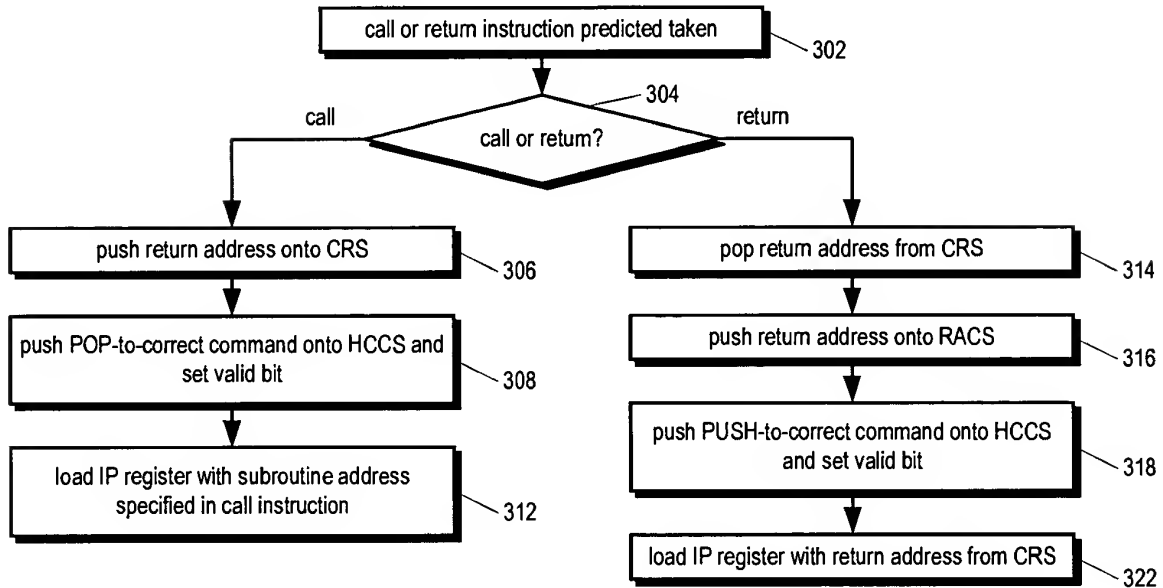 call or return instruction predicted taken
302
304
call
return
call or return?
push return address onto CRS
306
push POP-to-correct command onto HCCS and
set valid bit
308
load IP register with subroutine address
specified in call instruction
312
pop return address from CRS
314
push return address onto RACS
316
push PUSH-to-correct command onto HCCS
and set valid bit
318
load IP register with return address from CRS
322